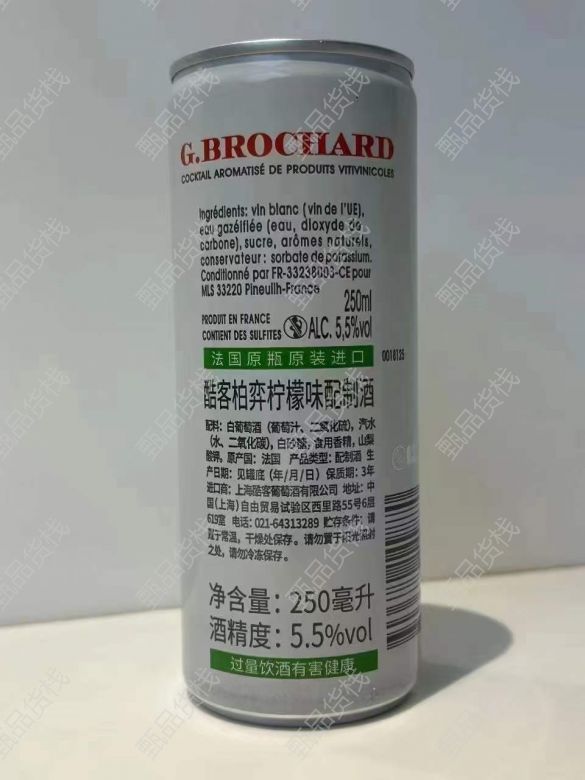 G.BROCHARD
COCKTAIL AROMATISÉ DE PRODUITS VITIVINICOLES
Ingrédients: vin blanc (vin de l'UE),
eau gazéifiée (eau, dioxyde de
carbone), sucre, arômes naturels,
conservateur: sorbate de potassium.
Conditionné par FR-33238003-CE pour
MLS 33220 Pineuilh-France
250ml
PRODUIT EN FRANCE
CONTIENT DES SULFITES ALC. 5,5%vol
法国原瓶原装进口
0018125
酷客柏弈柠檬味配制酒
配料: 白葡萄酒（葡萄汁、二氧化硫), 汽水
(水、二氧化碳), 白砂糖, 食用香精, 山梨
酸钾。原产国: 法国 产品类型: 配制酒 生
产日期: 见罐底 (年/月/日) 保质期: 3年
进口商: 上海酷客葡萄酒有限公司 地址: 中
国(上海)自由贸易试验区西里路55号6层
619室 电话: 021-64313289 贮存条件: 请
置于常温, 干燥处保存。请勿置于阳光直射
之处, 请勿冷冻保存。
净含量: 250毫升
酒精度: 5.5%vol
过量饮酒有害健康
甄品货栈